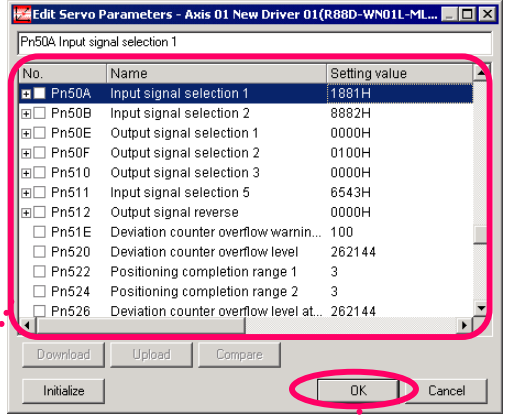 Edit Servo Parameters - Axis 01 New Driver 01(R88D-WN01L-ML...
Pn50A Input signal selection 1
No. Name Setting value
Pn50A Input signal selection 1 1881H
Pn50B Input signal selection 2 8882H
Pn50E Output signal selection 1 0000H
Pn50F Output signal selection 2 0100H
Pn510 Output signal selection 3 0000H
Pn511 Input signal selection 5 6543H
Pn512 Output signal reverse 0000H
Pn51E Deviation counter overflow warnin... 100
Pn520 Deviation counter overflow level 262144
Pn522 Positioning completion range 1 3
Pn524 Positioning completion range 2 3
Pn526 Deviation counter overflow level at... 262144
Download Upload Compare
Initialize OK Cancel